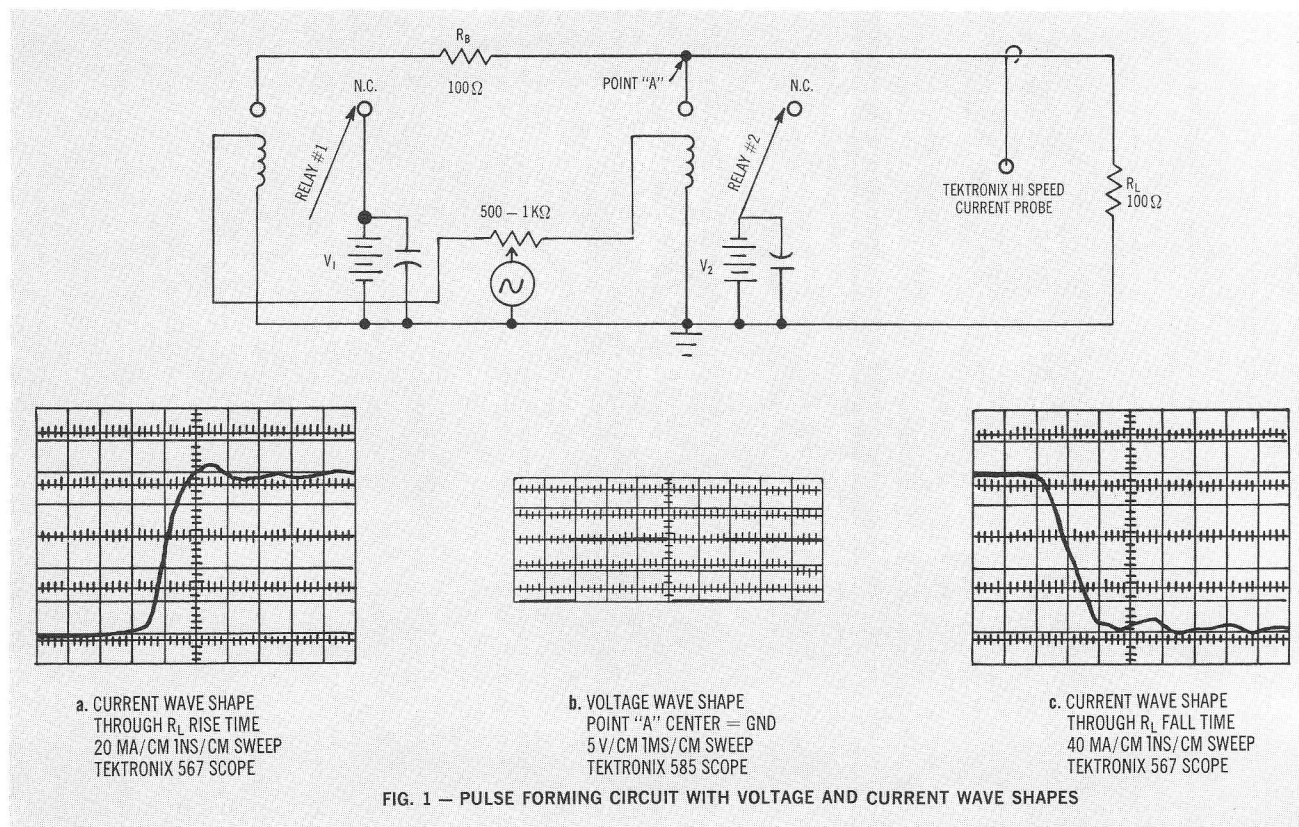 R_B
100Ω
POINT "A"
N.C.
N.C.
RELAY #1
RELAY #2
500 – 1KΩ
V₁
V₂
TEKTRONIX HI SPEED
CURRENT PROBE
R_L
100Ω
a. CURRENT WAVE SHAPE
THROUGH R_L RISE TIME
20 MA/CM 1NS/CM SWEEP
TEKTRONIX 567 SCOPE
b. VOLTAGE WAVE SHAPE
POINT "A" CENTER = GND
5 V/CM 1MS/CM SWEEP
TEKTRONIX 585 SCOPE
c. CURRENT WAVE SHAPE
THROUGH R_L FALL TIME
40 MA/CM 1NS/CM SWEEP
TEKTRONIX 567 SCOPE
FIG. 1 — PULSE FORMING CIRCUIT WITH VOLTAGE AND CURRENT WAVE SHAPES